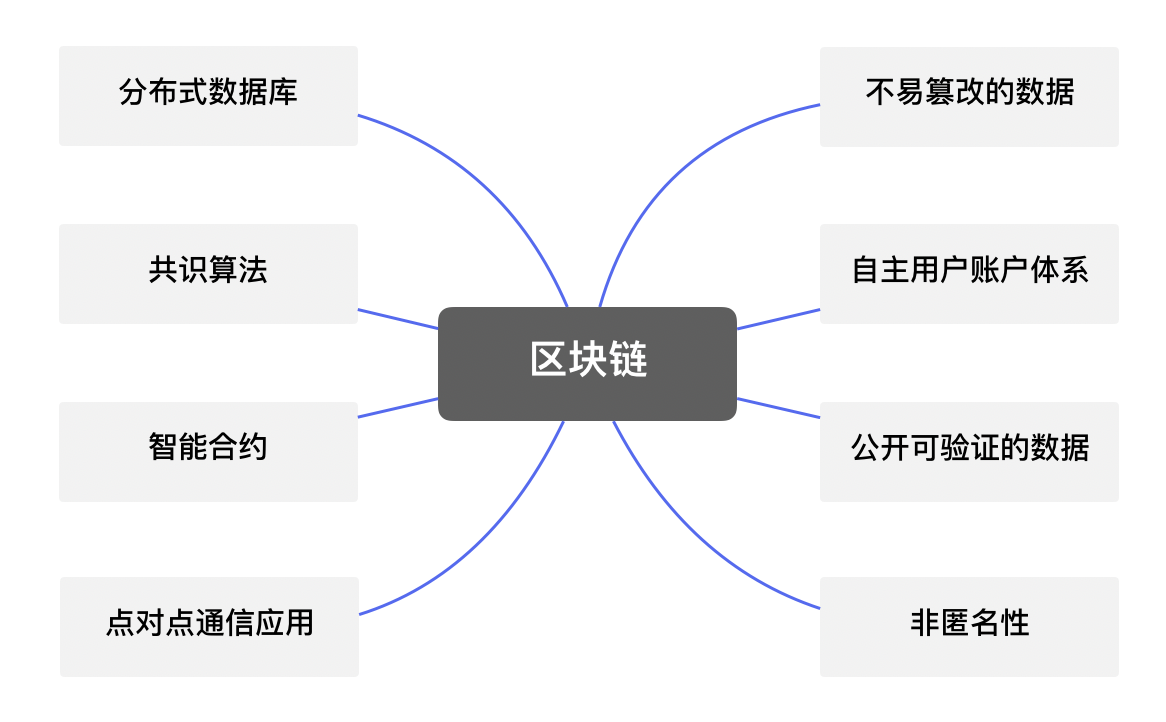 分布式数据库
共识算法
智能合约
点对点通信应用
区块链
不易篡改的数据
自主用户账户体系
公开可验证的数据
非匿名性